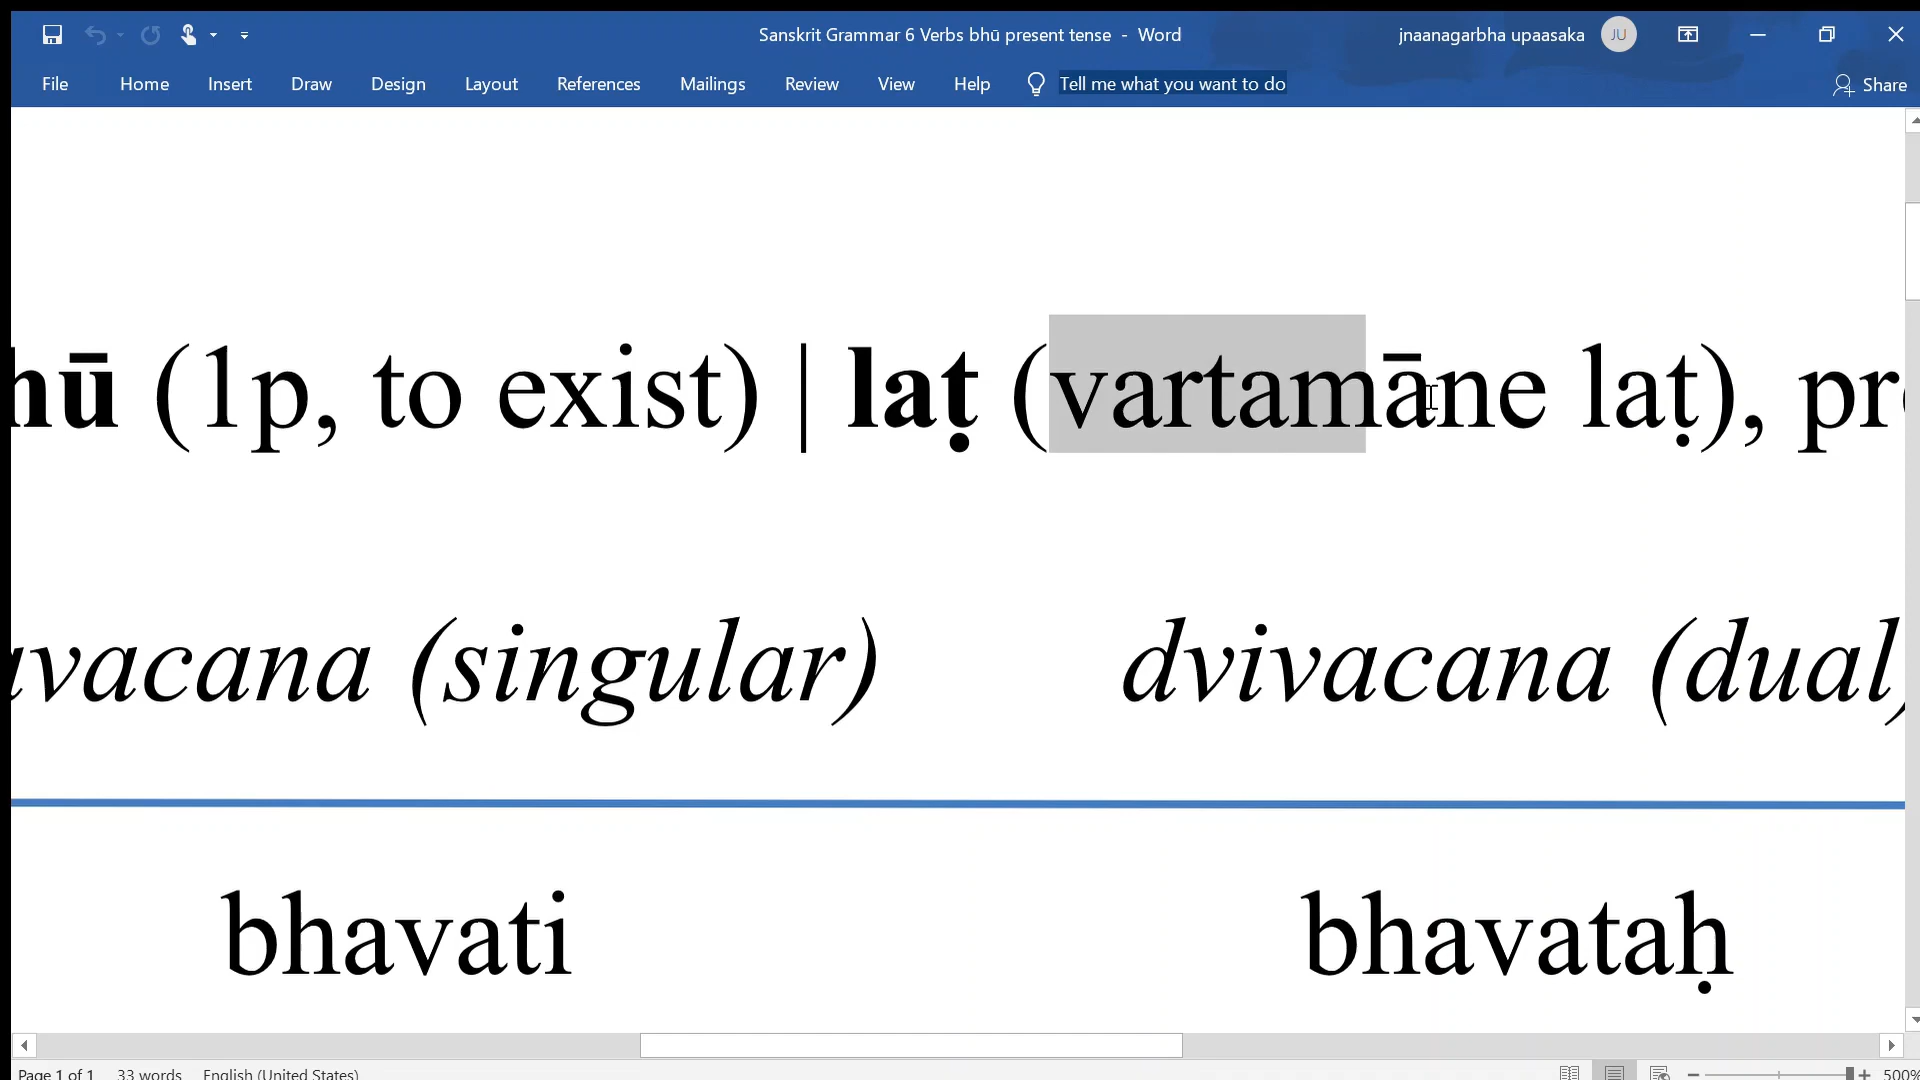 Sanskrit Grammar 6 Verbs bhū present tense - Word
jnaanagarbha upaasaka JU
File Home Insert Draw Design Layout References Mailings Review View Help Tell me what you want to do Share
hū (1p, to exist) | laṭ (vartamāne laṭ), pr
avacana (singular) dvivacana (dual)
bhavati bhavataḥ
Page 1 of 1 33 words English (United States) 500%